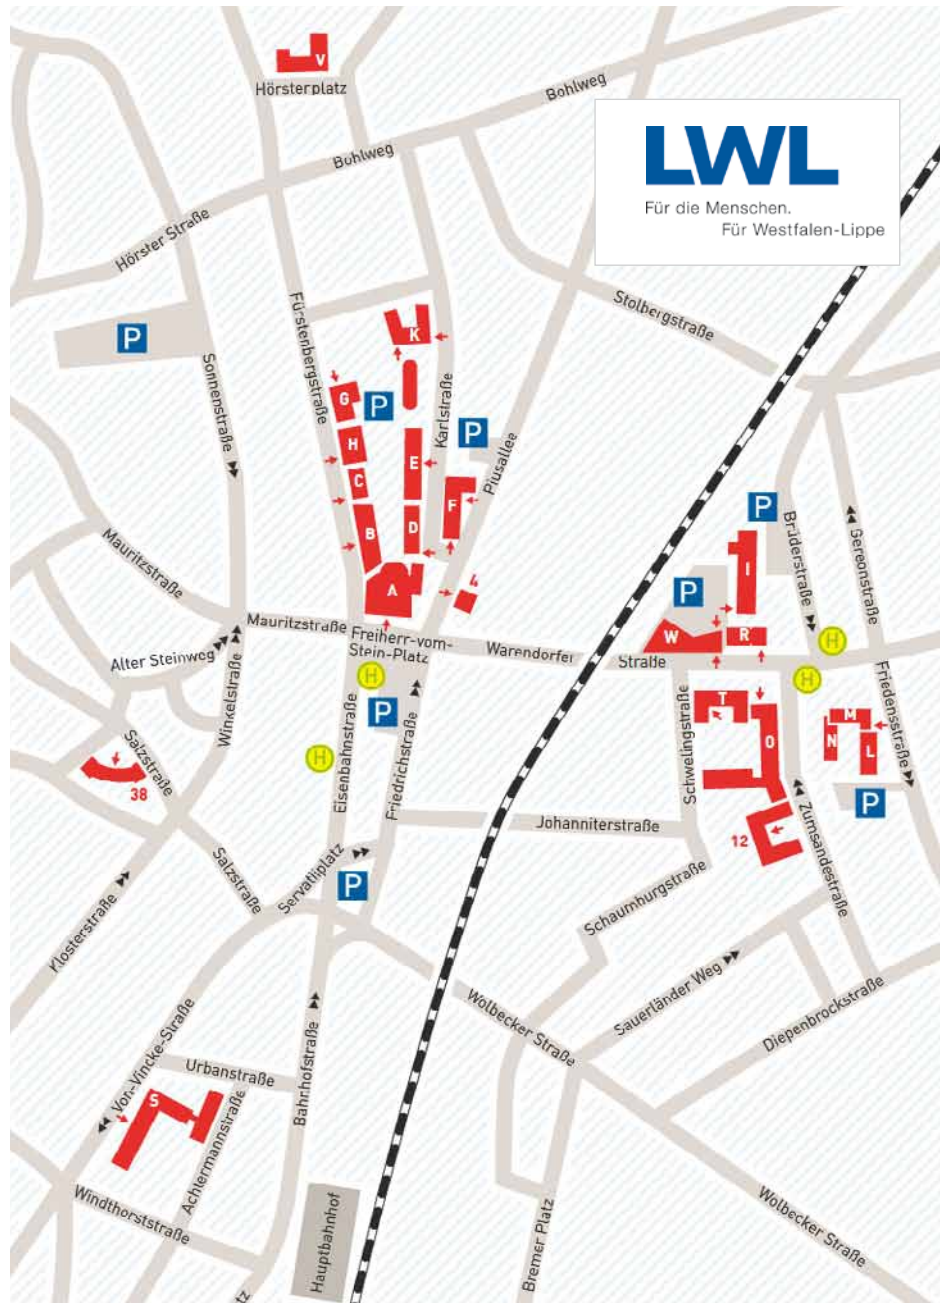 V
Hörsterplatz
Bohlweg
LWL
Für die Menschen.
Für Westfalen-Lippe
Bohlweg
Hörster Straße
Fürstenbergstraße
Stolbergstraße
P
K
Sonnenstraße
G
P
Karlstraße
P
Piusallee
H
E
C
F
B
D
P
Brüderstraße
Gereonstraße
I
Mauritzstraße
A
4
P
W
R
H
Mauritzstraße
Freiherr-vom-
Stein-Platz
Warendorfer
Straße
Alter Steinweg
Winkelstraße
H
H
P
Friedensstraße
T
O
M
N
L
Schwelingstraße
Salzstraße
38
H
Eisenbahnstraße
Friedrichstraße
P
Johanniterstraße
12
Zumsandestraße
Salzstraße
Servatiiplatz
P
Schaumburgstraße
Klosterstraße
Sauerländer Weg
Wolbecker Straße
Diepenbrockstraße
Von-Vincke-Straße
Urbanstraße
Bahnhofstraße
S
Achtermannstraße
Windthorststraße
Hauptbahnhof
Bremer Platz
Wolbecker Straße
tz